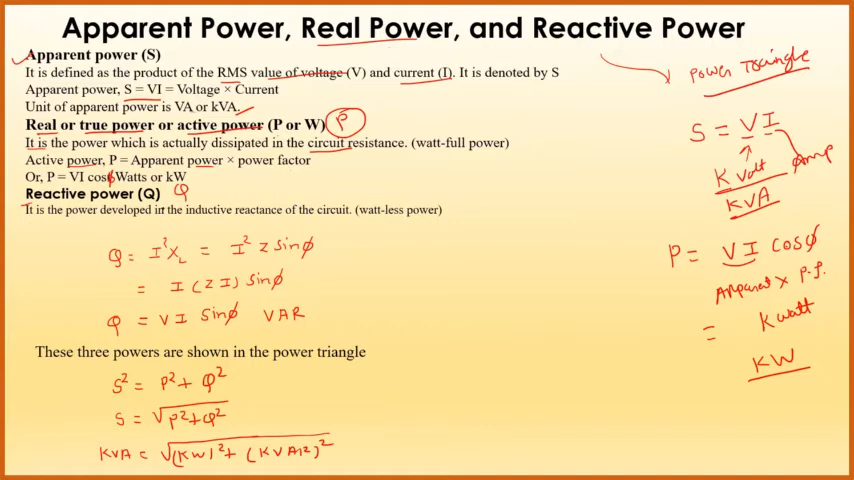 Apparent Power, Real Power, and Reactive Power
Apparent power (S)
It is defined as the product of the RMS value of voltage (V) and current (I). It is denoted by S
Apparent power, S = VI = Voltage × Current
Unit of apparent power is VA or kVA.
Real or true power or active power (P or W) P
It is the power which is actually dissipated in the circuit resistance. (watt-full power)
Active power, P = Apparent power × power factor
Or, P = VI cosϕ Watts or kW
Reactive power (Q) Q
It is the power developed in the inductive reactance of the circuit. (watt-less power)
Q = I²X_L = I² Z sinϕ
= I (ZI) sinϕ
Q = VI sinϕ VAR
These three powers are shown in the power triangle
S² = P² + Q²
S = √P²+Q²
KVA = √(KW)² + (KVAR)²
Power Triangle
S = VI
K Volt Amp
KVA
P = VI cosϕ
Apparent × P.f.
= K watt
KW